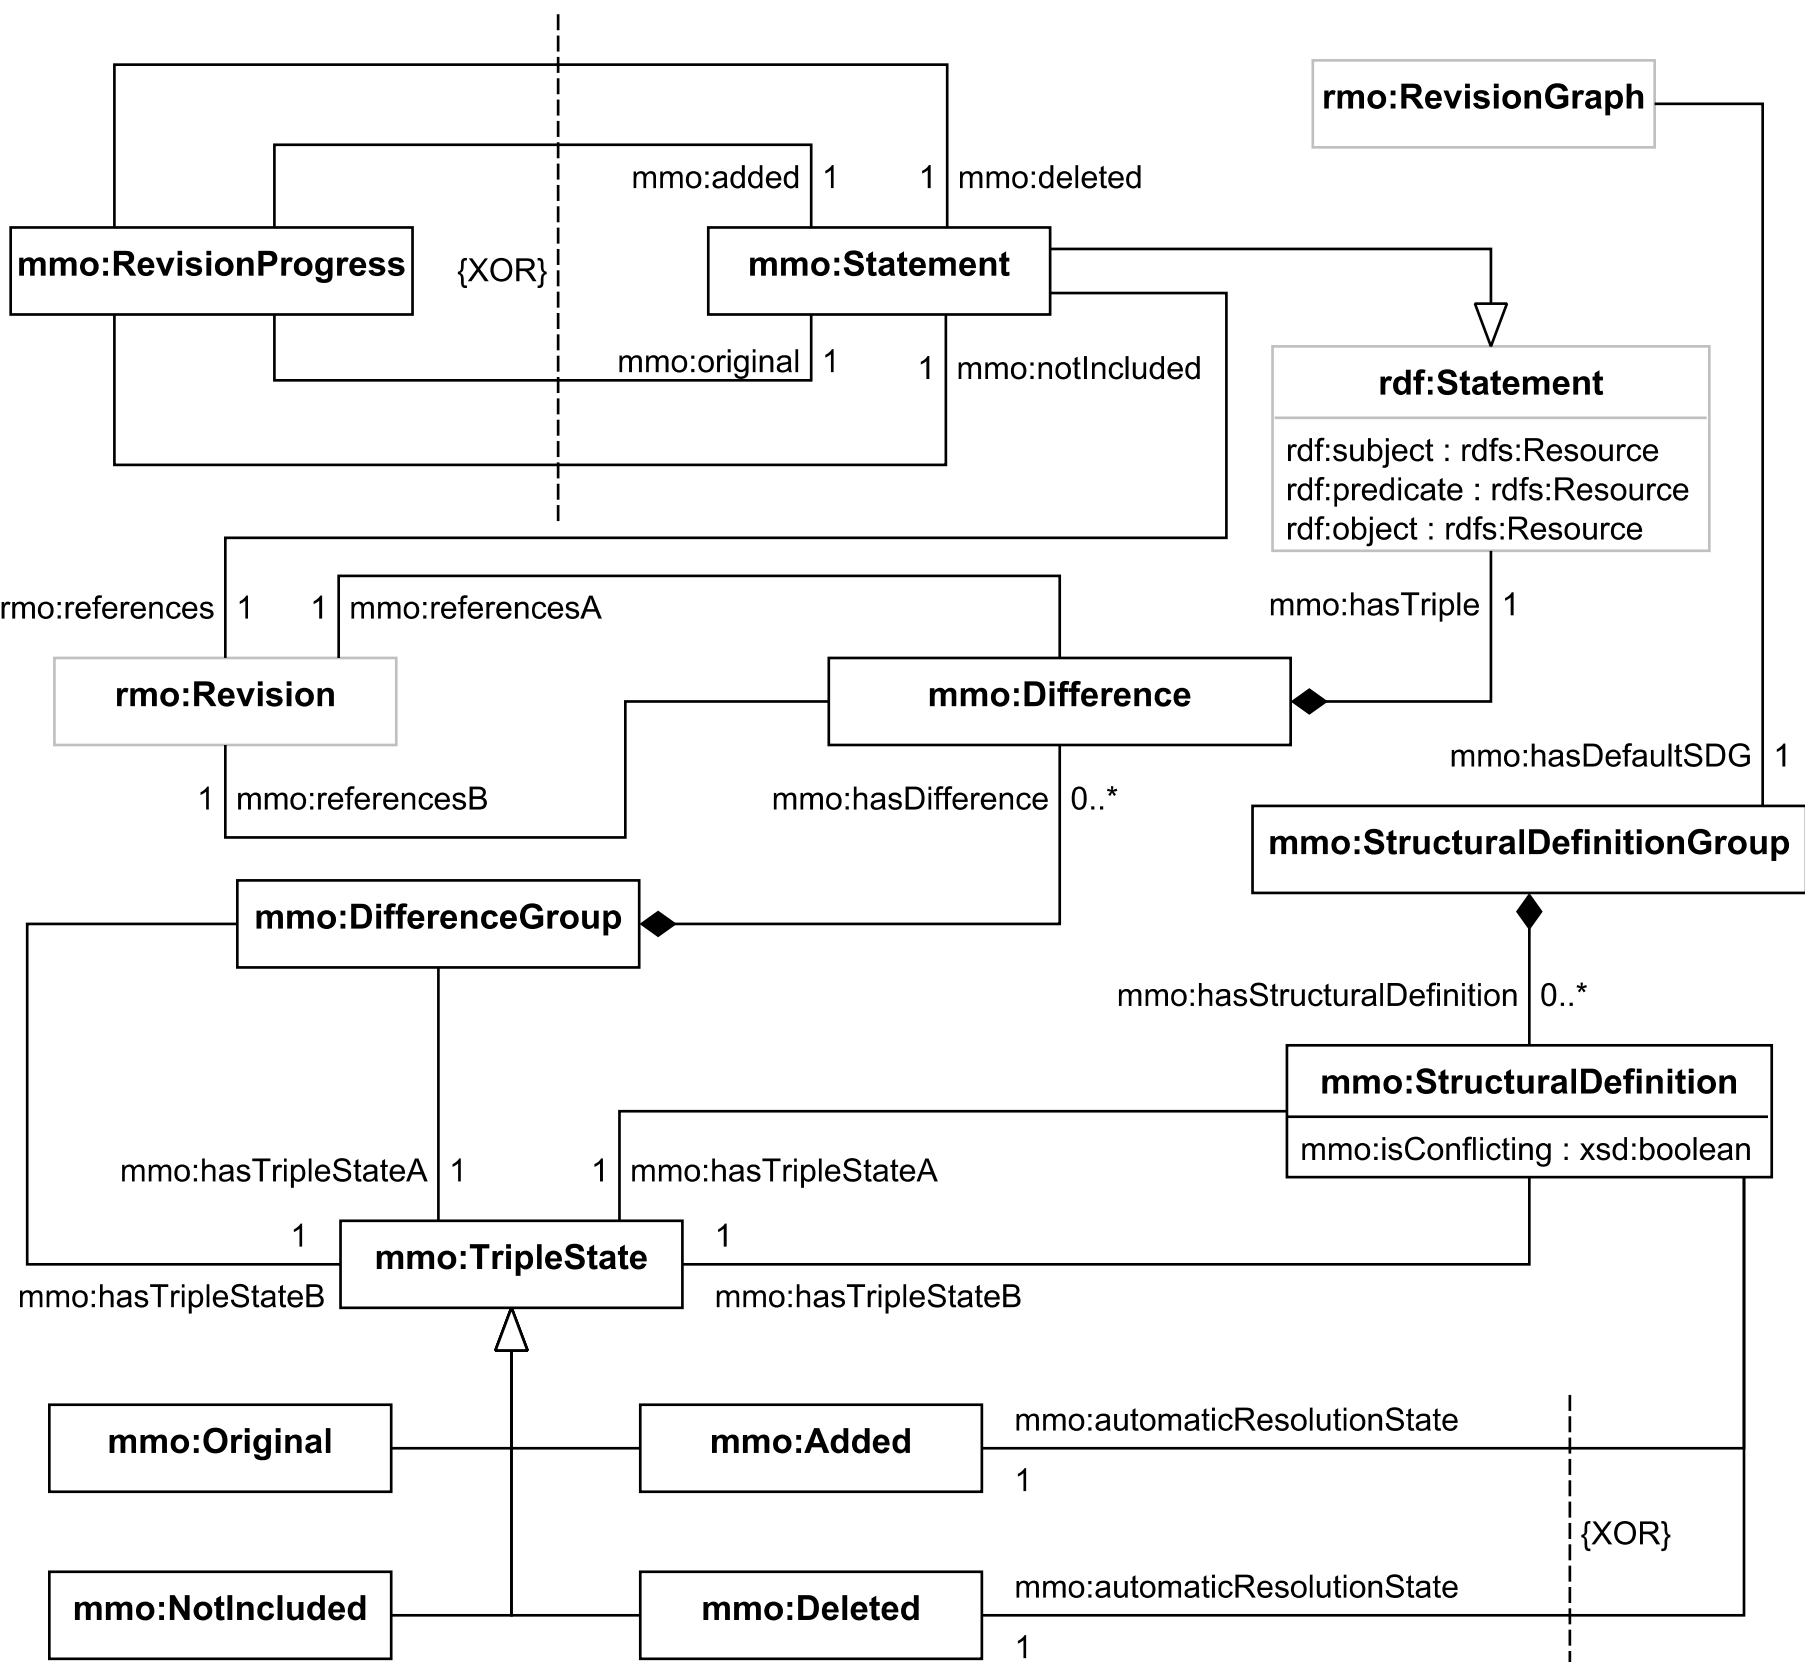 rmo:RevisionGraph
mmo:added 1
1 mmo:deleted
mmo:RevisionProgress
{XOR}
mmo:Statement
mmo:original 1
1 mmo:notIncluded
rdf:Statement
rdf:subject : rdfs:Resource
rdf:predicate : rdfs:Resource
rdf:object : rdfs:Resource
rmo:references 1
1 mmo:referencesA
mmo:hasTriple 1
rmo:Revision
mmo:Difference
mmo:hasDefaultSDG 1
1 mmo:referencesB
mmo:hasDifference 0..*
mmo:StructuralDefinitionGroup
mmo:DifferenceGroup
mmo:hasStructuralDefinition 0..*
mmo:StructuralDefinition
mmo:isConflicting : xsd:boolean
mmo:hasTripleStateA 1
1 mmo:hasTripleStateA
1
1
mmo:TripleState
mmo:hasTripleStateB
mmo:hasTripleStateB
mmo:Original
mmo:Added
mmo:automaticResolutionState
1
{XOR}
mmo:NotIncluded
mmo:Deleted
mmo:automaticResolutionState
1